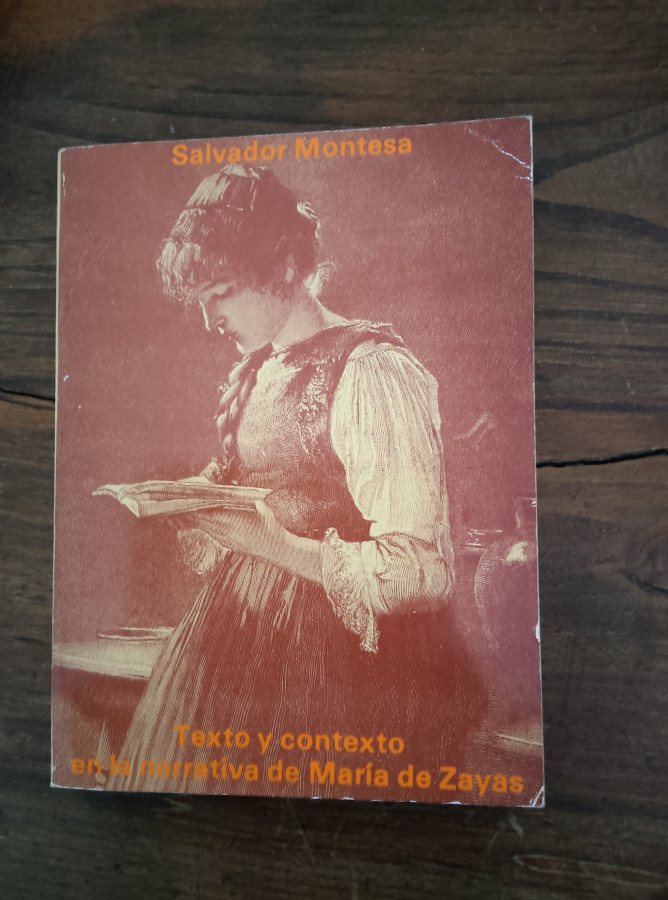 Salvador Montesa
Texto y contexto
en la narrativa de María de Zayas